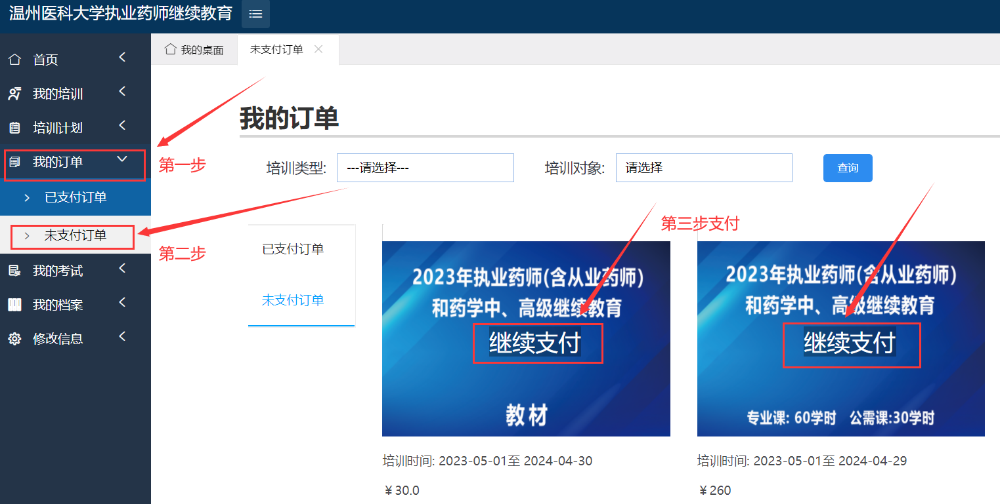 温州医科大学执业药师继续教育
首页
我的培训
培训计划
我的订单
已支付订单
未支付订单
我的考试
我的档案
修改信息
我的桌面
未支付订单
第一步
第二步
我的订单
培训类型:
---请选择---
培训对象:
请选择
查询
已支付订单
未支付订单
第三步支付
2023年执业药师(含从业药师)
和药学中、高级继续教育
继续支付
教材
培训时间: 2023-05-01至 2024-04-30
¥30.0
2023年执业药师(含从业药师)
和药学中、高级继续教育
继续支付
专业课: 60学时 公需课:30学时
培训时间: 2023-05-01至 2024-04-29
¥260